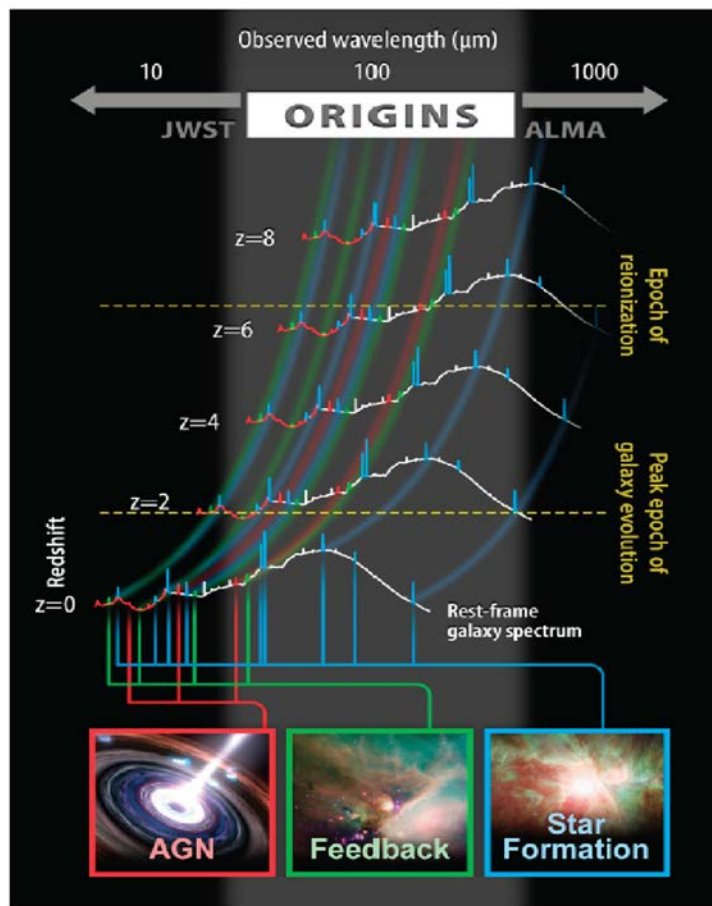 Observed wavelength (μm)
10 100 1000
JWST ORIGINS ALMA
z=8
z=6
z=4
z=2
z=0
Redshift
Epoch of
reionization
Peak epoch of
galaxy evolution
Rest-frame
galaxy spectrum
AGN
Feedback
Star
Formation